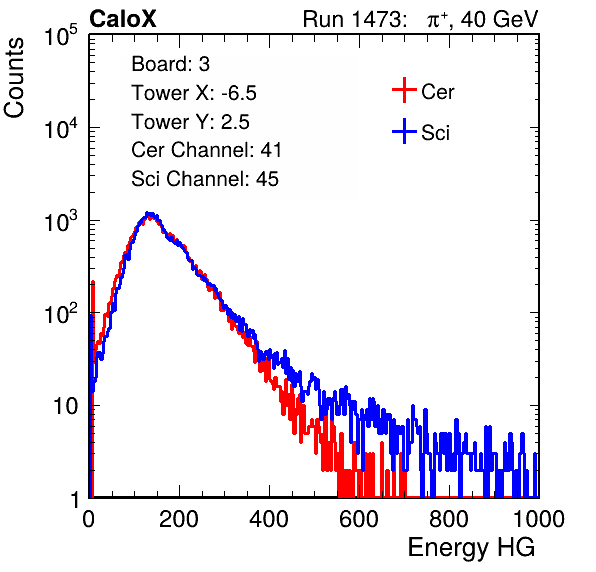 CaloX Run 1473: π⁺, 40 GeV
Counts
10⁵
10⁴
10³
10²
10
1
Board: 3
Tower X: -6.5
Tower Y: 2.5
Cer Channel: 41
Sci Channel: 45
Cer
Sci
0 200 400 600 800 1000
Energy HG